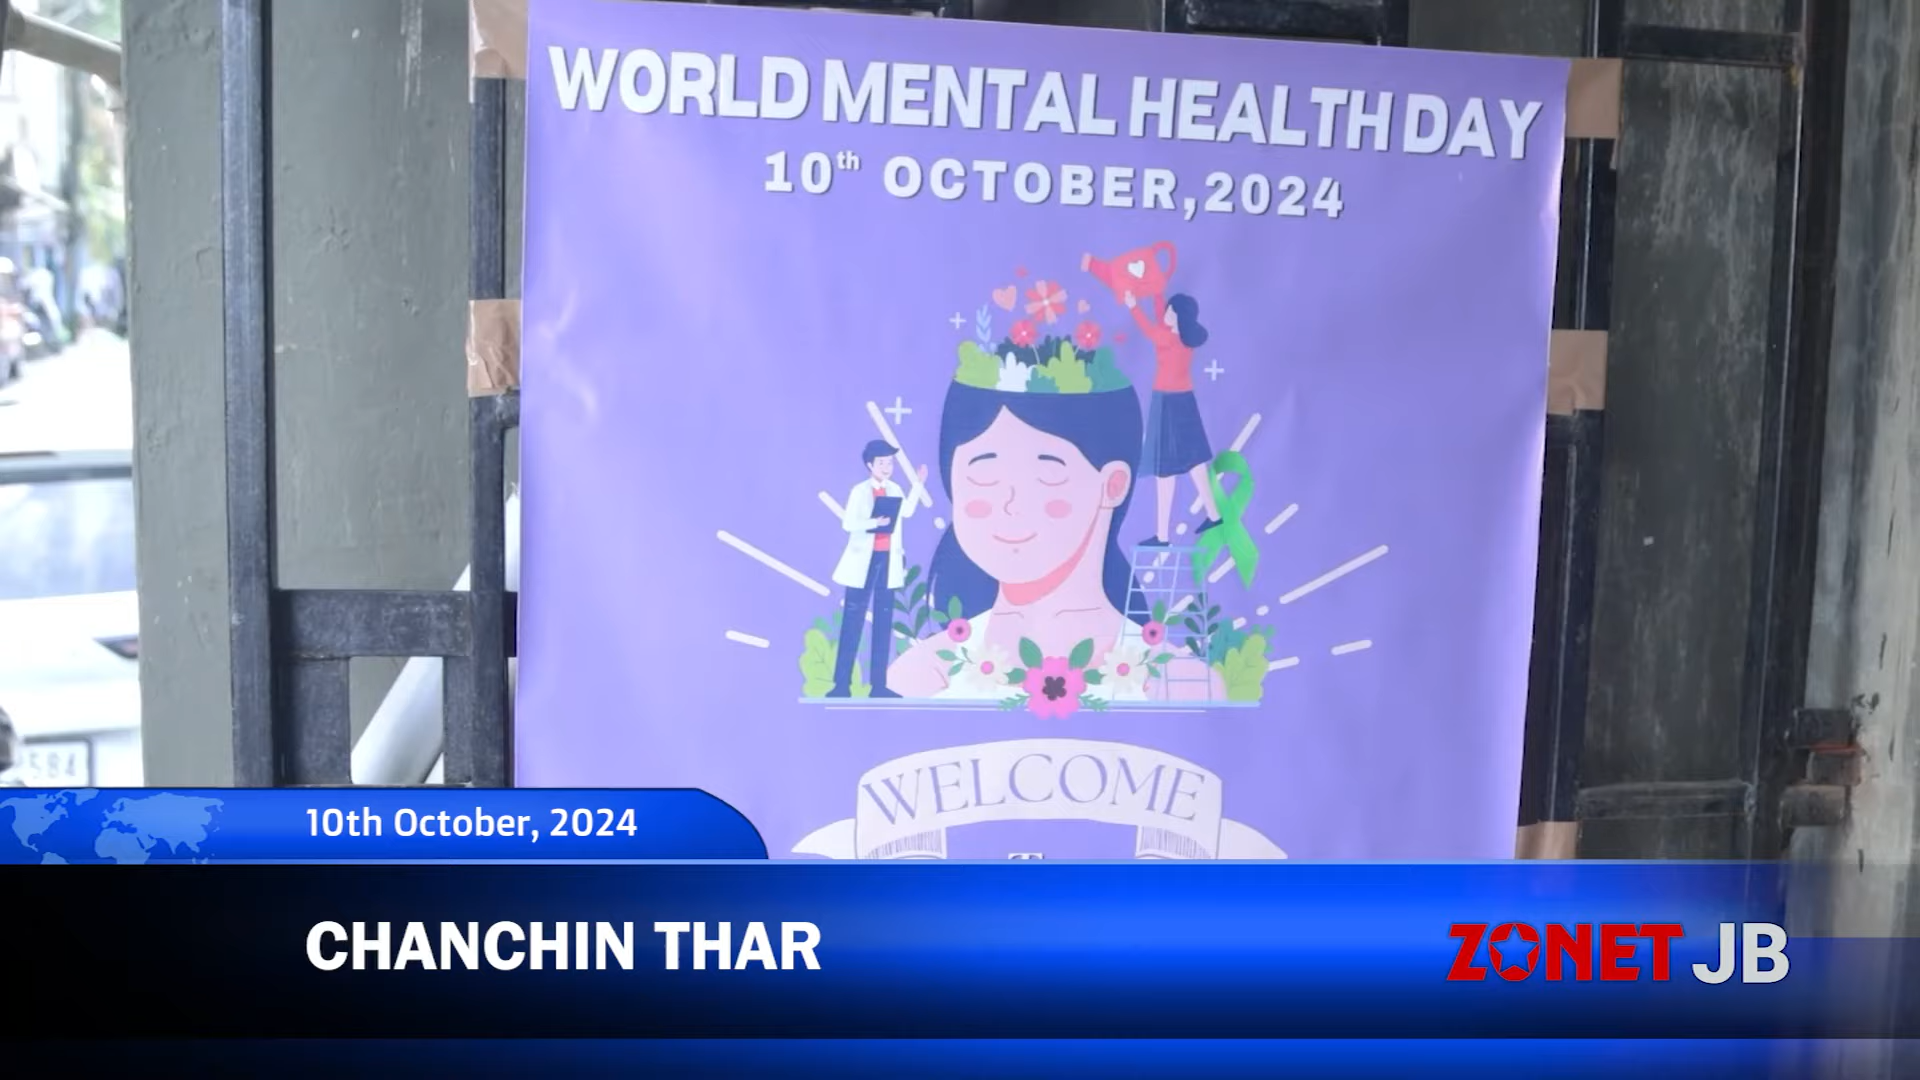 WORLD MENTAL HEALTH DAY
10th OCTOBER, 2024
WELCOME
10th October, 2024
CHANCHIN THAR
ZONET JB